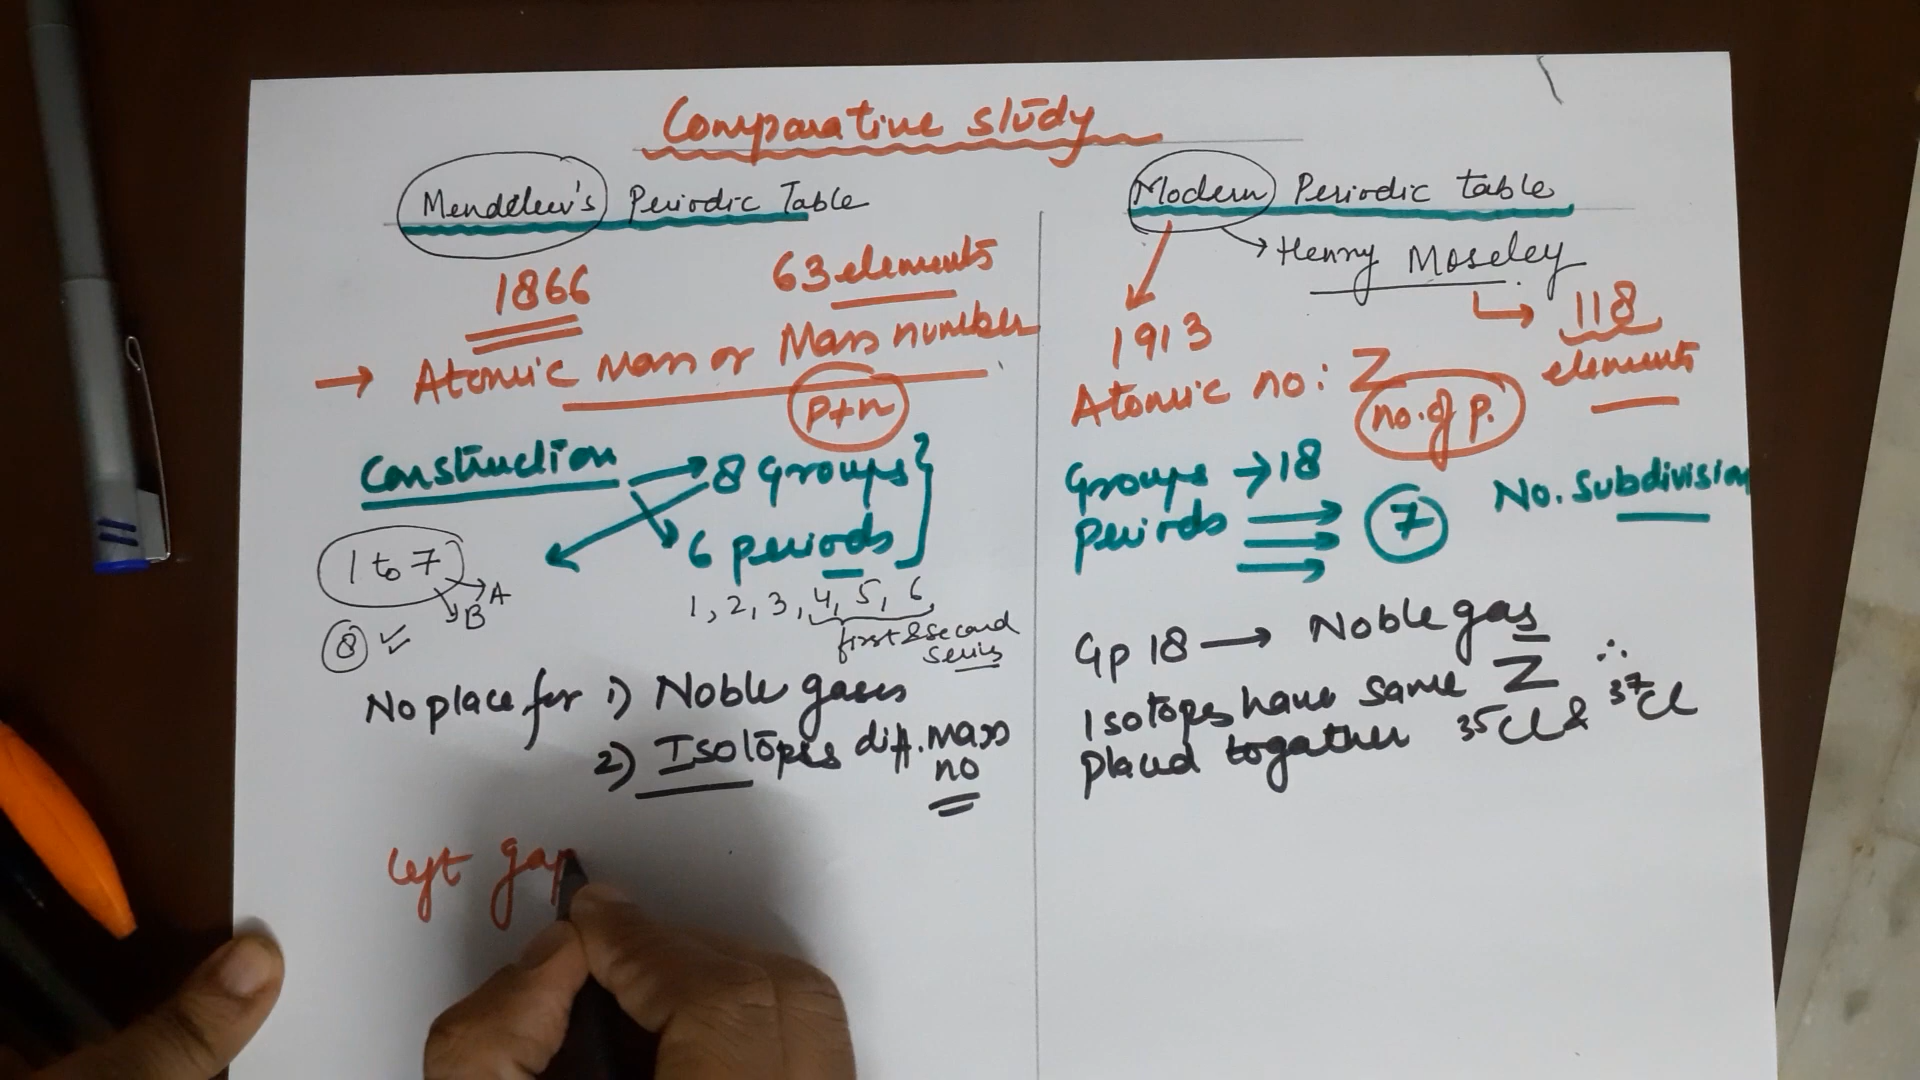 Comparative study
Mendeleev's Periodic Table
1866
63 elements
→ Atomic Mass or Mass number
p+n
Construction → 8 Groups
6 periods
1 to 7
A
B
8
1, 2, 3, 4, 5, 6
first & second
series
No place for 1) Noble gases
2) Isotopes diff. mass
no
left gap
Modern Periodic table
→ Henry Moseley
1913
118
elements
Atomic no: Z
no. of p.
Groups → 18
No. Subdivision
Periods
7
Gp 18 → Noble gas
Isotopes have same Z ∴
placed togather 35Cl & 37Cl